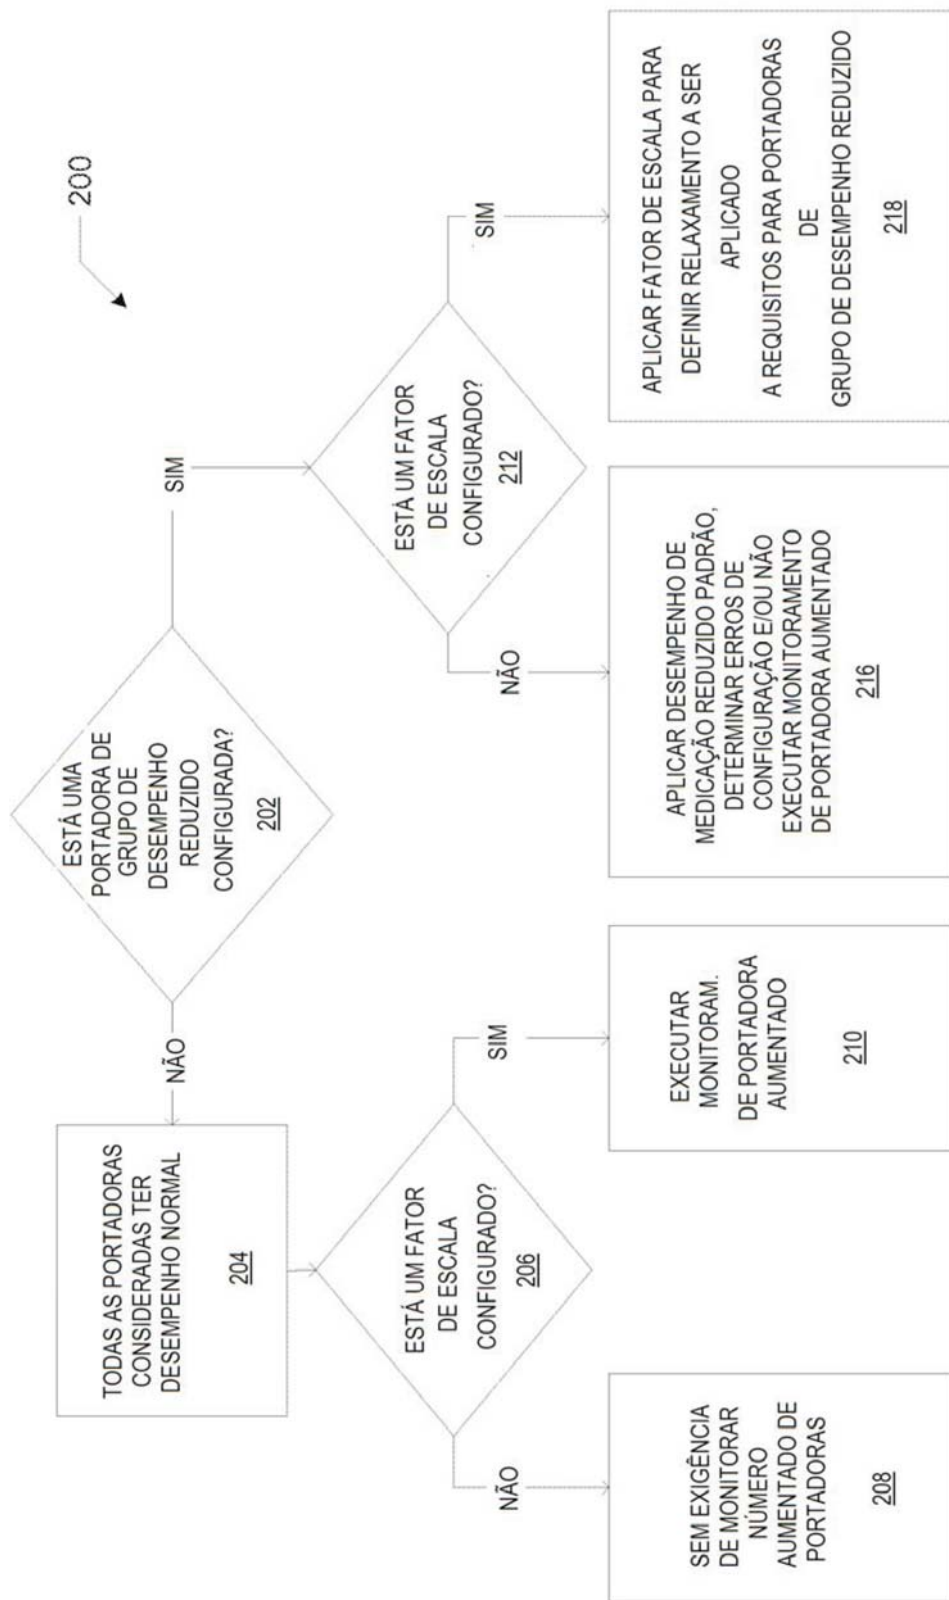 200
ESTÁ UMA
PORTADORA DE
GRUPO DE
DESEMPENHO
REDUZIDO
CONFIGURADA?
202
NÃO
SIM
TODAS AS PORTADORAS
CONSIDERADAS TER
DESEMPENHO NORMAL
204
ESTÁ UM FATOR
DE ESCALA
CONFIGURADO?
206
NÃO
SIM
ESTÁ UM FATOR
DE ESCALA
CONFIGURADO?
212
NÃO
SIM
SEM EXIGÊNCIA
DE MONITORAR
NÚMERO
AUMENTADO DE
PORTADORAS
208
EXECUTAR
MONITORAM.
DE PORTADORA
AUMENTADO
210
APLICAR DESEMPENHO DE
MEDICAÇÃO REDUZIDO PADRÃO,
DETERMINAR ERROS DE
CONFIGURAÇÃO E/OU NÃO
EXECUTAR MONITORAMENTO
DE PORTADORA AUMENTADO
216
APLICAR FATOR DE ESCALA PARA
DEFINIR RELAXAMENTO A SER
APLICADO
A REQUISITOS PARA PORTADORAS
DE
GRUPO DE DESEMPENHO REDUZIDO
218